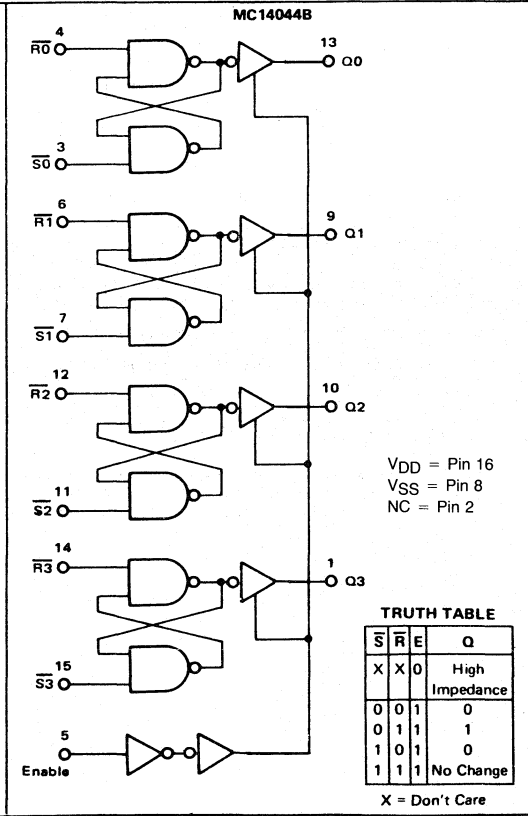 MC14044B
4
R0
13
Q0
3
S0
6
R1
9
Q1
7
S1
12
R2
10
Q2
11
S2
VDD = Pin 16
VSS = Pin 8
NC = Pin 2
14
R3
1
Q3
15
S3
5
Enable
TRUTH TABLE
S R E Q
X X 0 High Impedance
0 0 1 0
0 1 1 1
1 0 1 0
1 1 1 No Change
X = Don't Care